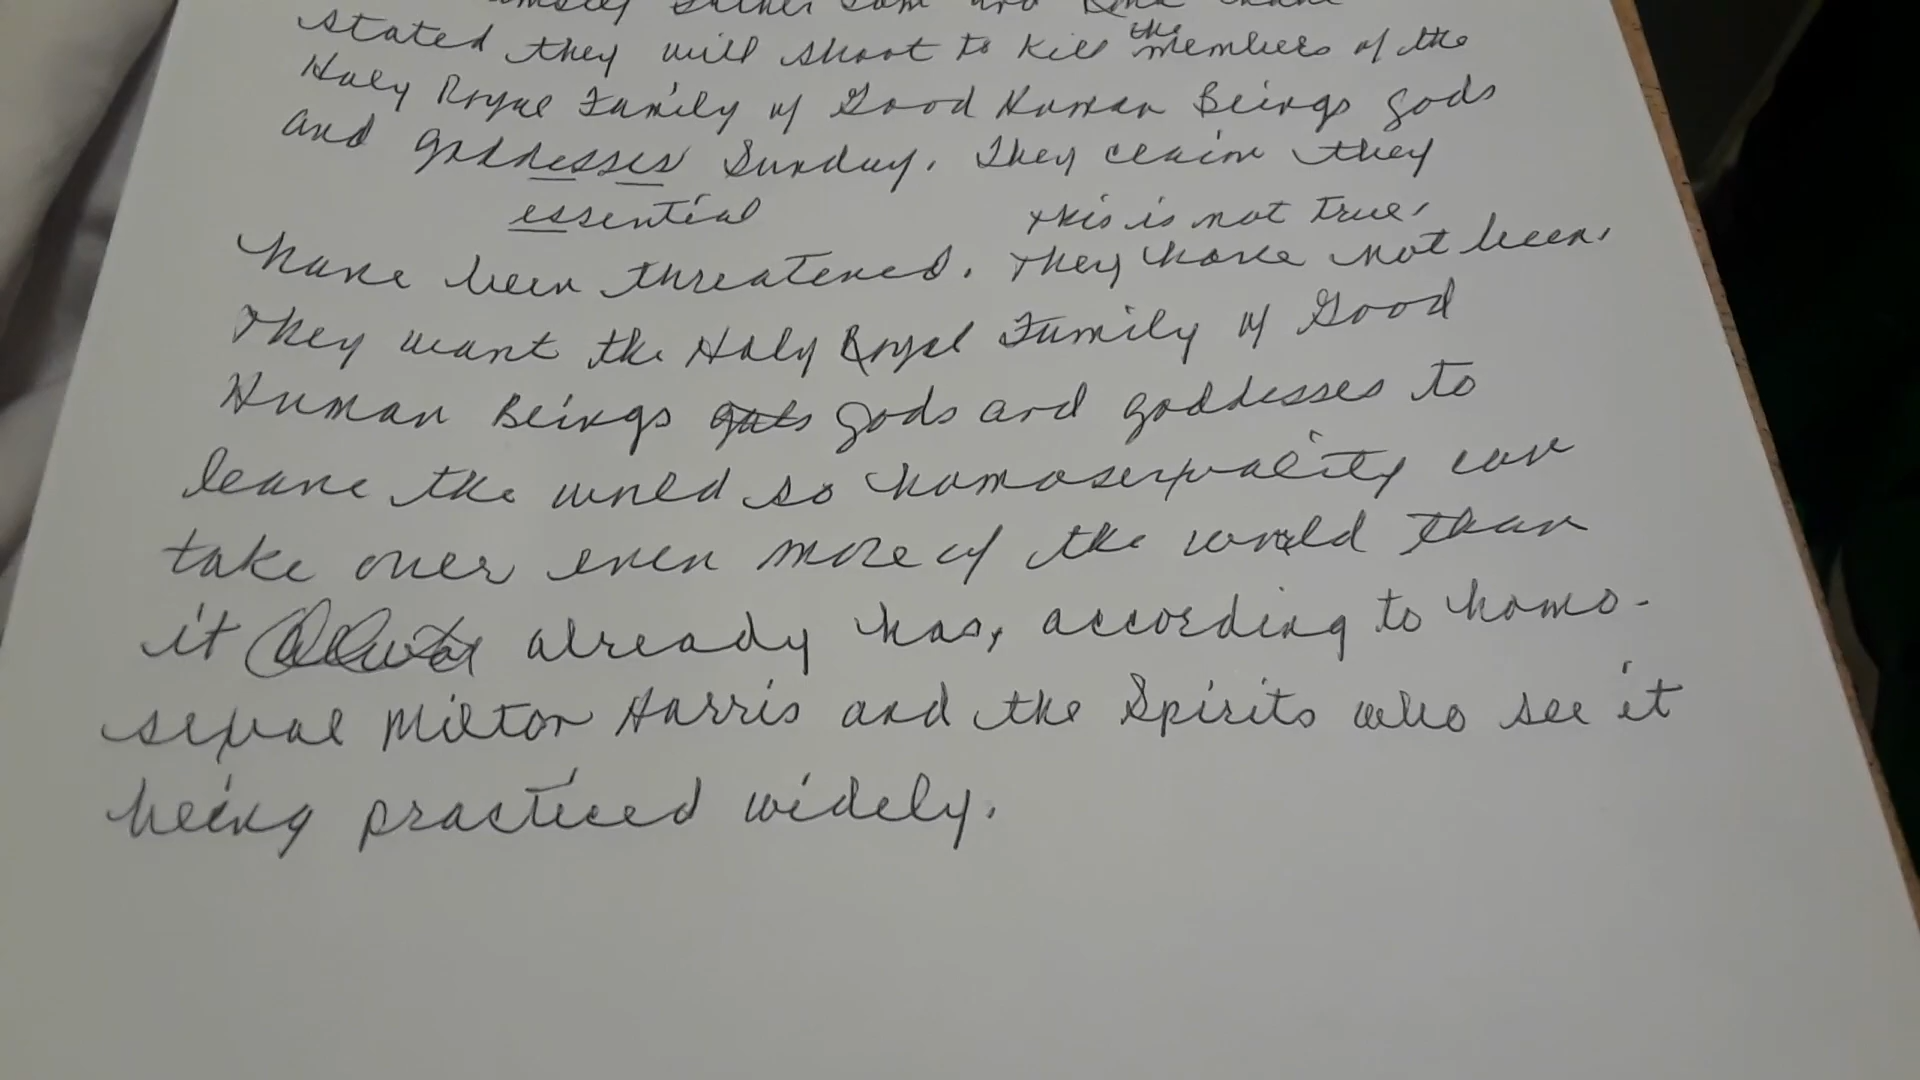 stated they will shoot to kill the members of the
Holy Royal Family of Good Human Beings gods
and goddesses Sunday. They claim they
essential This is not true,
have been threatened. They have not been.
They want the Holy Royal Family of Good
Human Beings gods and goddesses to
leave the world so homosexuality can
take over even more of the world than
it already has, according to homo-
sexual Milton Harris and the Spirits who see it
being practiced widely.